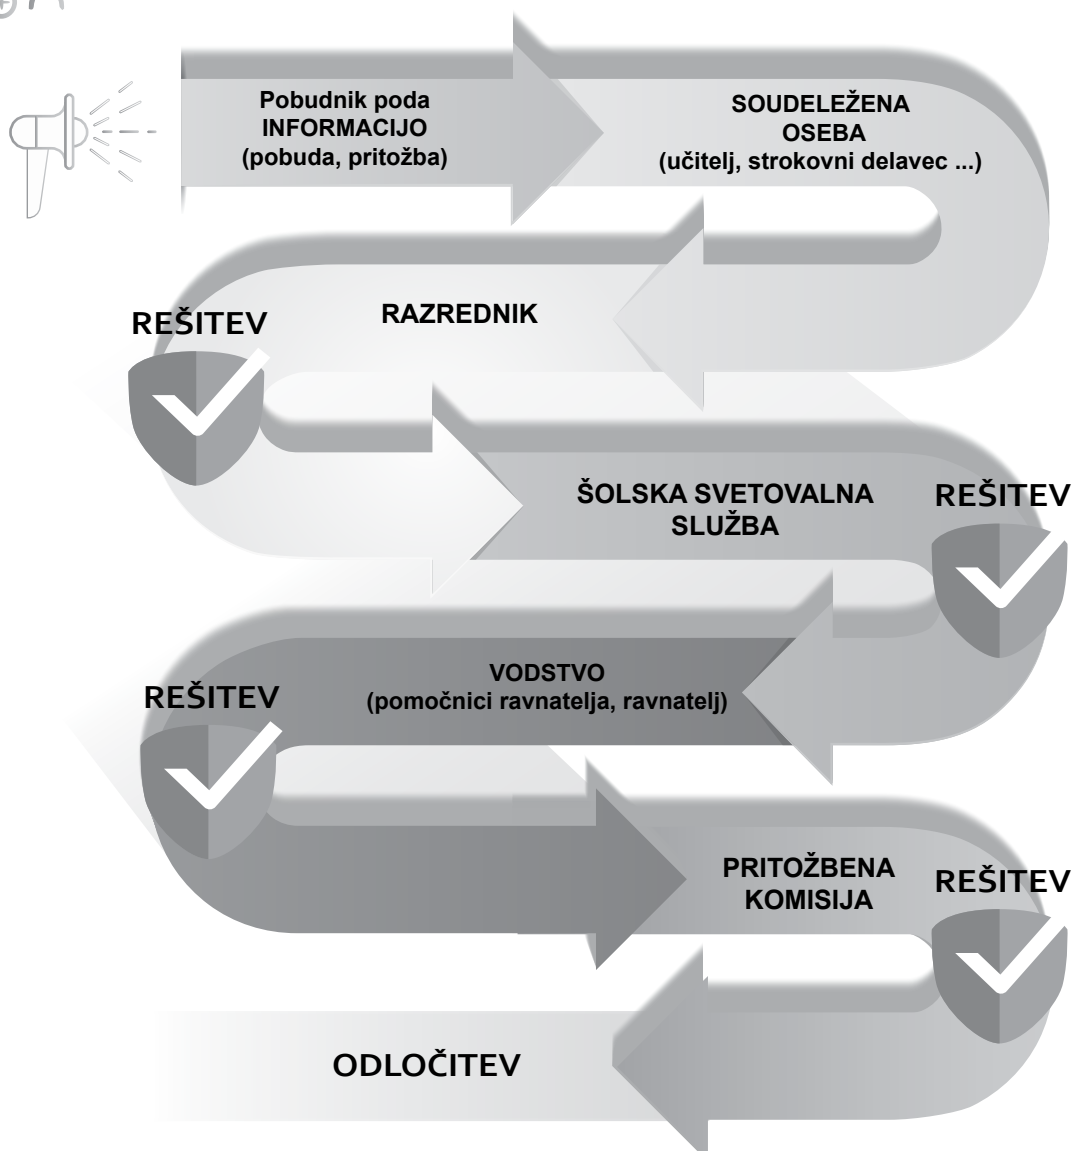 Pobudnik poda
INFORMACIJO
(pobuda, pritožba)
SOUDELEŽENA
OSEBA
(učitelj, strokovni delavec ...)
RAZREDNIK
REŠITEV
ŠOLSKA SVETOVALNA
SLUŽBA
REŠITEV
VODSTVO
(pomočnici ravnatelja, ravnatelj)
REŠITEV
PRITOŽBENA
KOMISIJA
REŠITEV
ODLOČITEV